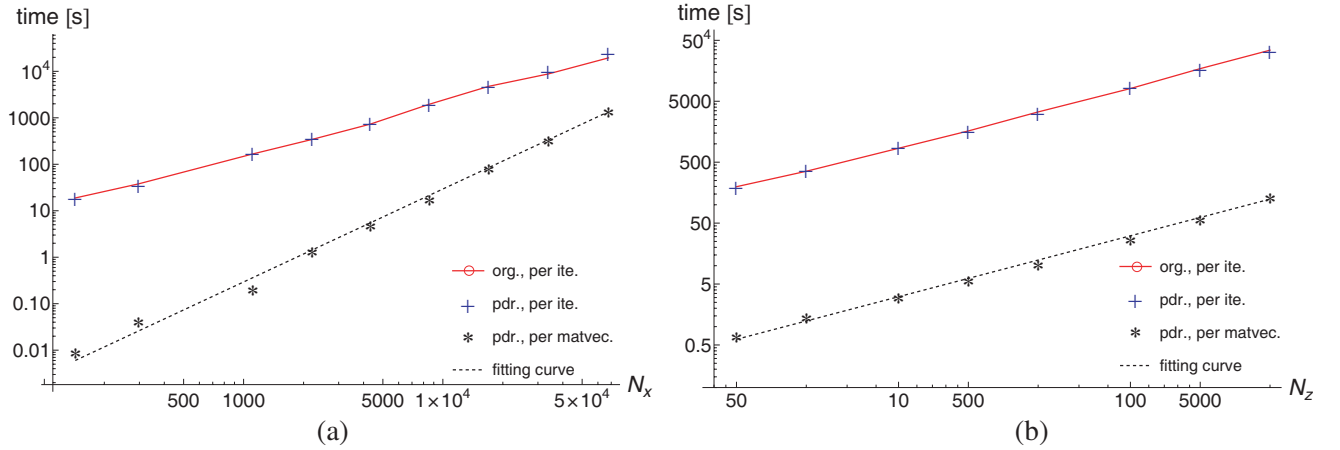 time [s]
10^4
1000
100
10
1
0.10
0.01
org., per ite.
pdr., per ite.
pdr., per matvec.
fitting curve
500 1000 5000 1×10^4 5×10^4
N_x
(a)
time [s]
50^4
5000
500
50
5
0.5
org., per ite.
pdr., per ite.
pdr., per matvec.
fitting curve
50 10 500 100 5000
N_z
(b)